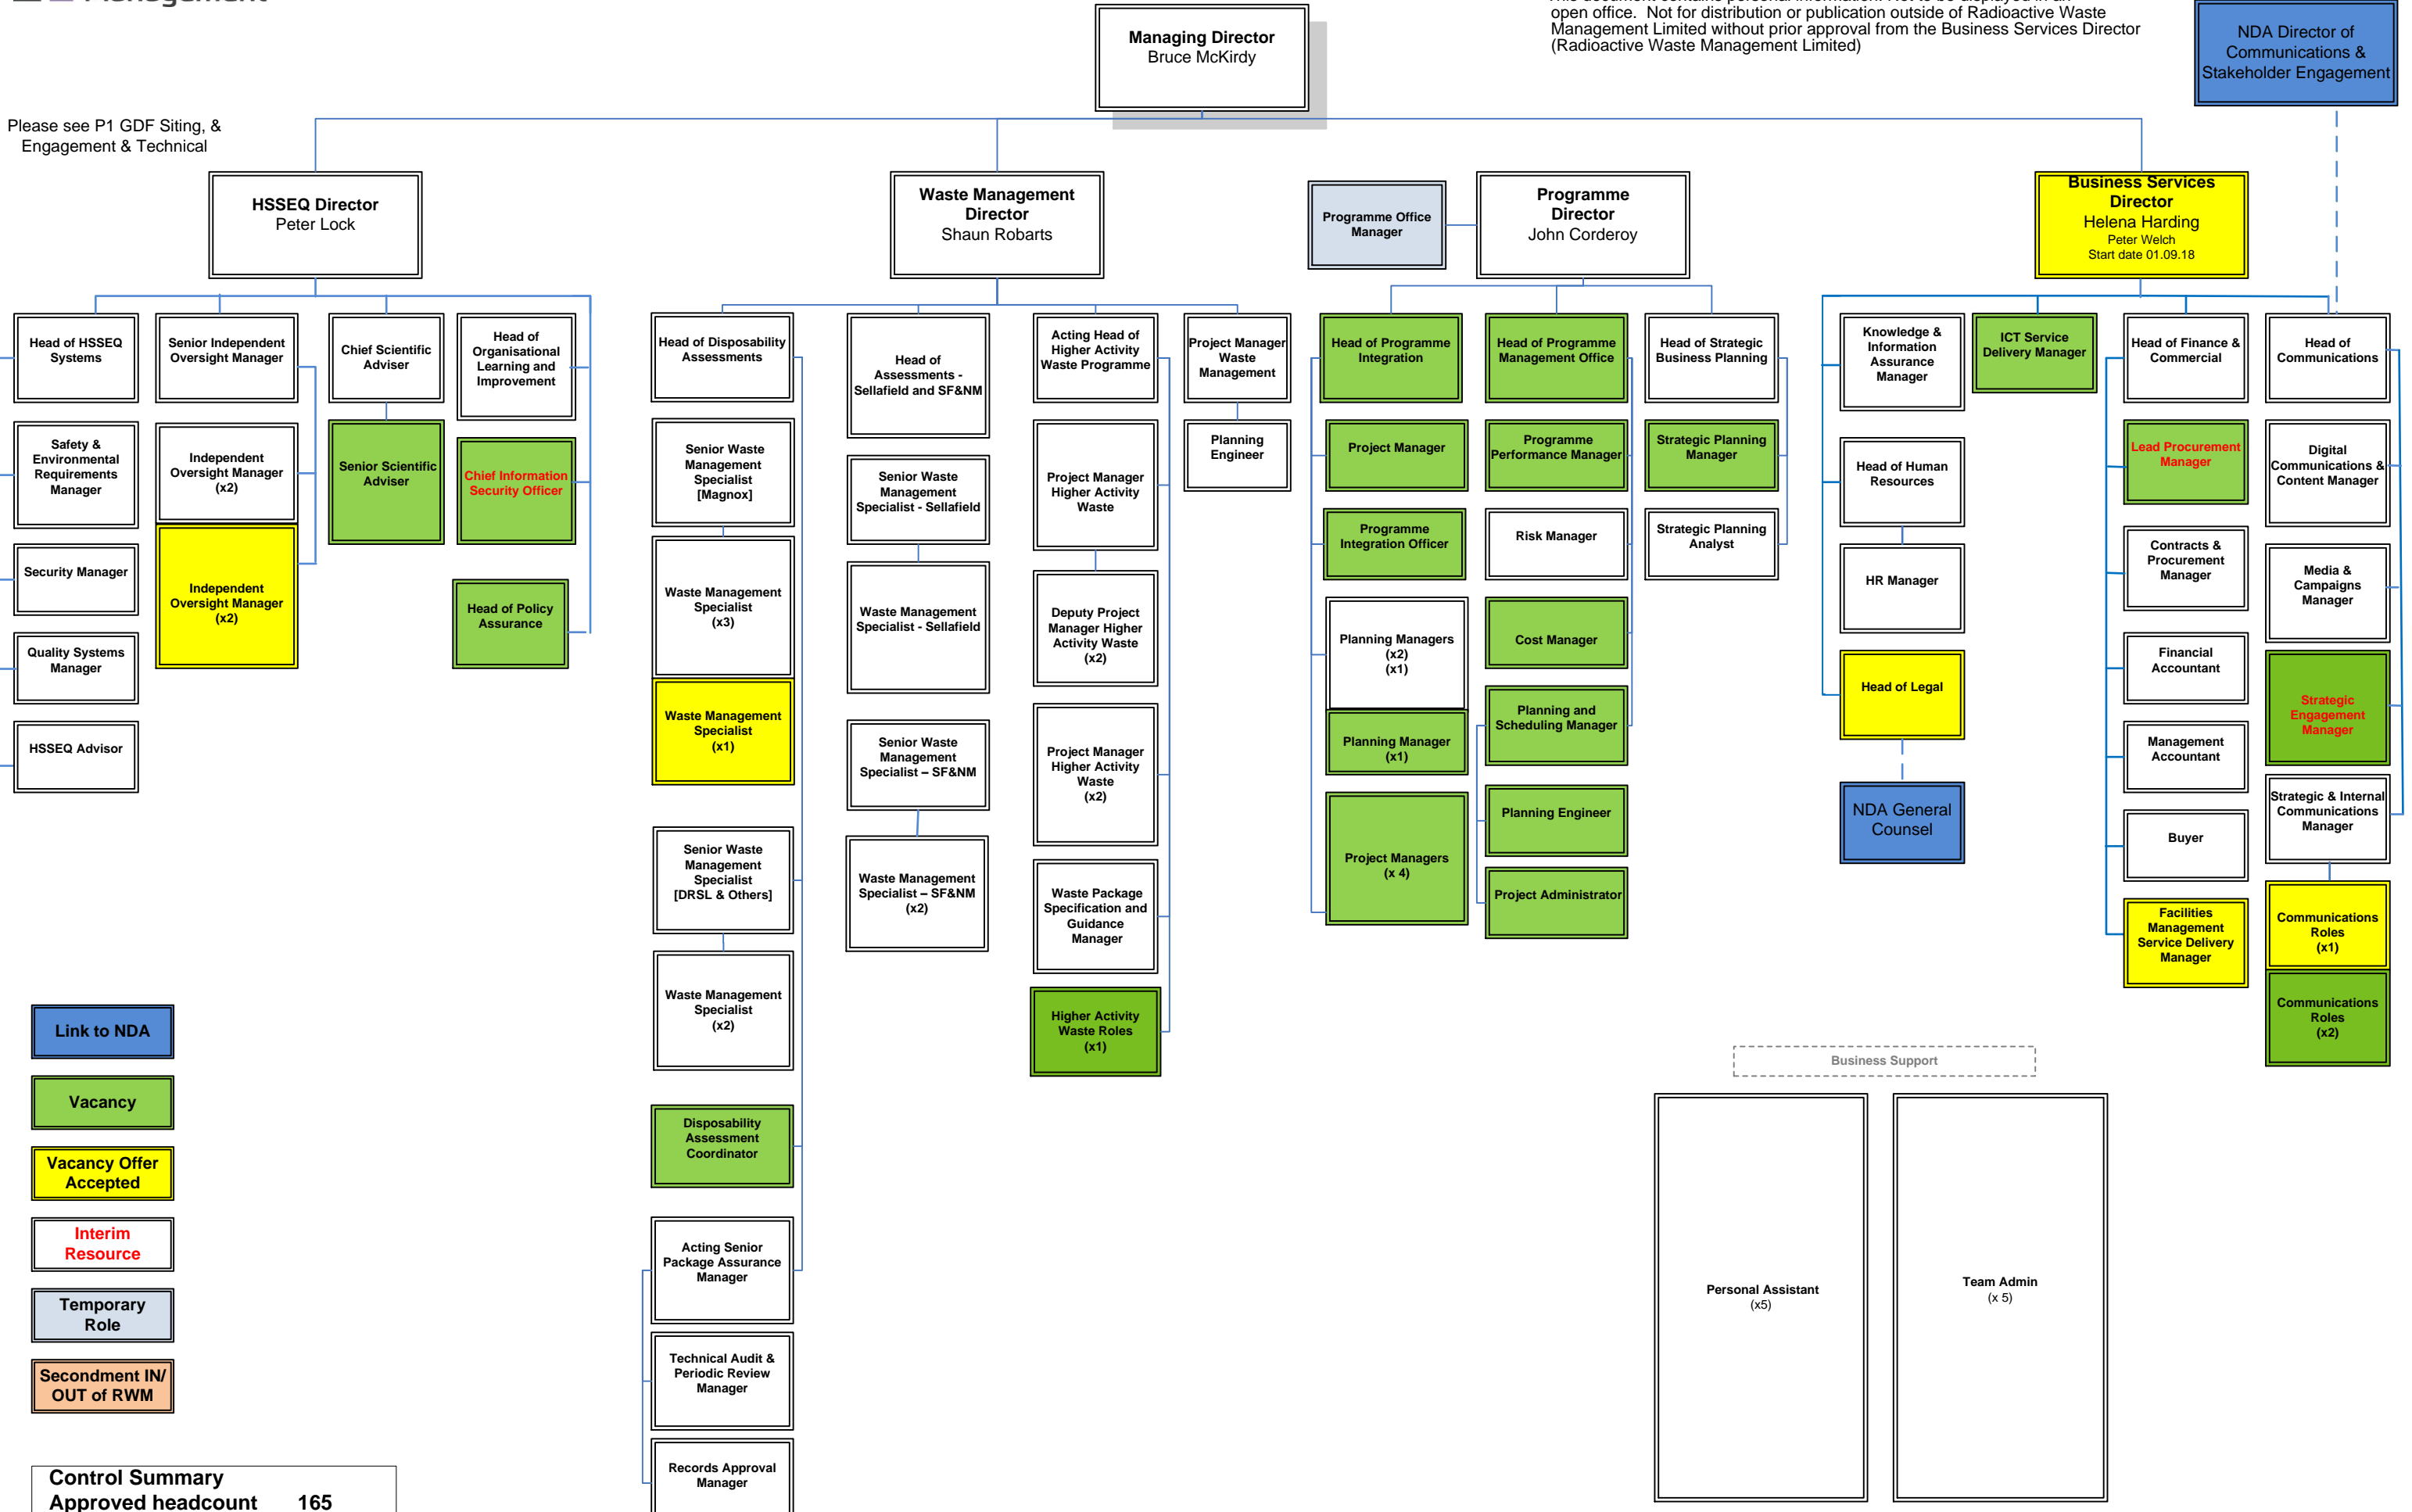 Management
This document contains personal information. Not to be displayed in an
open office. Not for distribution or publication outside of Radioactive Waste
Management Limited without prior approval from the Business Services Director
(Radioactive Waste Management Limited)
Managing Director
Bruce McKirdy
NDA Director of
Communications &
Stakeholder Engagement
Please see P1 GDF Siting, &
Engagement & Technical
HSSEQ Director
Peter Lock
Waste Management
Director
Shaun Robarts
Programme Office
Manager
Programme
Director
John Corderoy
Business Services
Director
Helena Harding
Peter Welch
Start date 01.09.18
Head of HSSEQ
Systems
Safety &
Environmental
Requirements
Manager
Security Manager
Quality Systems
Manager
HSSEQ Advisor
Senior Independent
Oversight Manager
Independent
Oversight Manager
(x2)
Independent
Oversight Manager
(x2)
Chief Scientific
Adviser
Senior Scientific
Adviser
Head of
Organisational
Learning and
Improvement
Chief Information
Security Officer
Head of Policy
Assurance
Head of Disposability
Assessments
Senior Waste
Management
Specialist
[Magnox]
Waste Management
Specialist
(x3)
Waste Management
Specialist
(x1)
Senior Waste
Management
Specialist
[DRSL & Others]
Waste Management
Specialist
(x2)
Disposability
Assessment
Coordinator
Acting Senior
Package Assurance
Manager
Technical Audit &
Periodic Review
Manager
Records Approval
Manager
Head of
Assessments -
Sellafield and SF&NM
Senior Waste
Management
Specialist - Sellafield
Waste Management
Specialist - Sellafield
Senior Waste
Management
Specialist – SF&NM
Waste Management
Specialist – SF&NM
(x2)
Acting Head of
Higher Activity
Waste Programme
Project Manager
Higher Activity
Waste
Deputy Project
Manager Higher
Activity Waste
(x2)
Project Manager
Higher Activity
Waste
(x2)
Waste Package
Specification and
Guidance
Manager
Higher Activity
Waste Roles
(x1)
Project Manager
Waste
Management
Planning
Engineer
Head of Programme
Integration
Project Manager
Programme
Integration Officer
Planning Managers
(x2)
(x1)
Planning Manager
(x1)
Project Managers
(x 4)
Head of Programme
Management Office
Programme
Performance Manager
Risk Manager
Cost Manager
Planning and
Scheduling Manager
Planning Engineer
Project Administrator
Head of Strategic
Business Planning
Strategic Planning
Manager
Strategic Planning
Analyst
Knowledge &
Information
Assurance
Manager
Head of Human
Resources
HR Manager
Head of Legal
NDA General
Counsel
ICT Service
Delivery Manager
Head of Finance &
Commercial
Lead Procurement
Manager
Contracts &
Procurement
Manager
Financial
Accountant
Management
Accountant
Buyer
Facilities
Management
Service Delivery
Manager
Head of
Communications
Digital
Communications &
Content Manager
Media &
Campaigns
Manager
Strategic
Engagement
Manager
Strategic & Internal
Communications
Manager
Communications
Roles
(x1)
Communications
Roles
(x2)
Business Support
Personal Assistant
(x5)
Team Admin
(x 5)
Link to NDA
Vacancy
Vacancy Offer
Accepted
Interim
Resource
Temporary
Role
Secondment IN/
OUT of RWM
Control Summary
Approved headcount 165